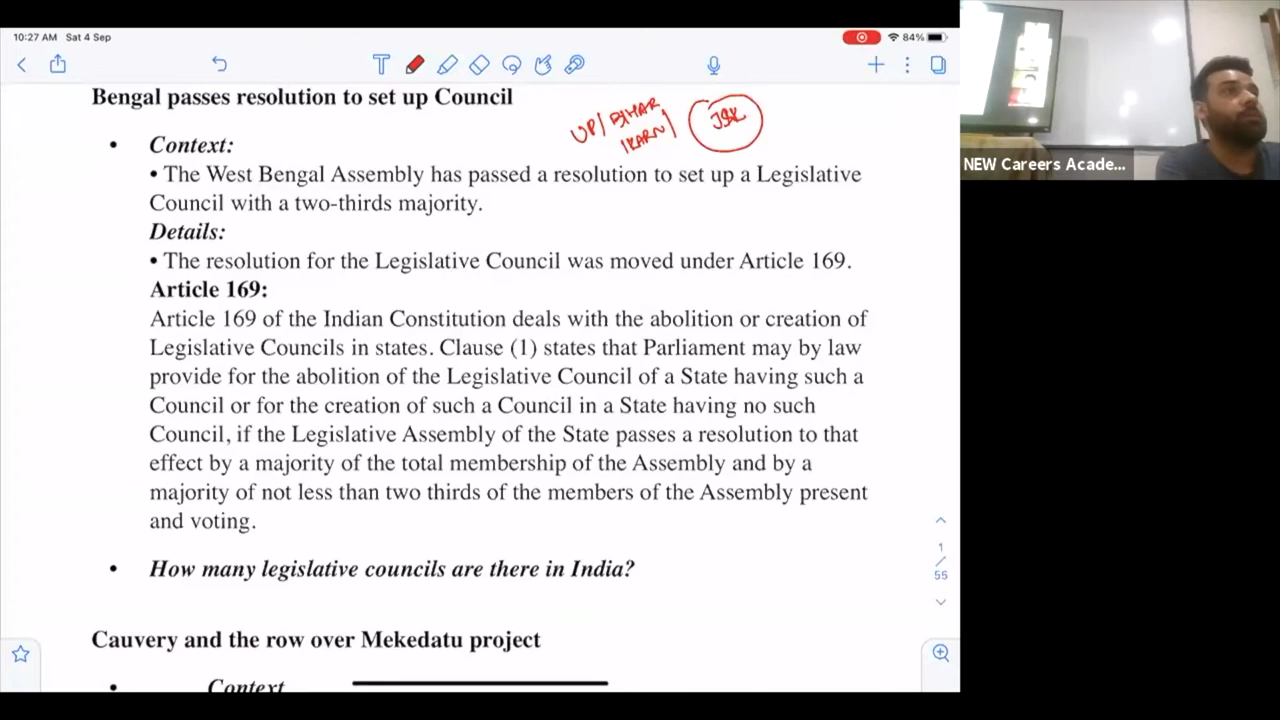 10:27 AM Sat 4 Sep
84%
Bengal passes resolution to set up Council
UP/ BIHAR
/KARN/
J&K
• Context:
• The West Bengal Assembly has passed a resolution to set up a Legislative
Council with a two-thirds majority.
Details:
• The resolution for the Legislative Council was moved under Article 169.
Article 169:
Article 169 of the Indian Constitution deals with the abolition or creation of
Legislative Councils in states. Clause (1) states that Parliament may by law
provide for the abolition of the Legislative Council of a State having such a
Council or for the creation of such a Council in a State having no such
Council, if the Legislative Assembly of the State passes a resolution to that
effect by a majority of the total membership of the Assembly and by a
majority of not less than two thirds of the members of the Assembly present
and voting.
• How many legislative councils are there in India?
Cauvery and the row over Mekedatu project
• Context
1
/
55
NEW Careers Acade...